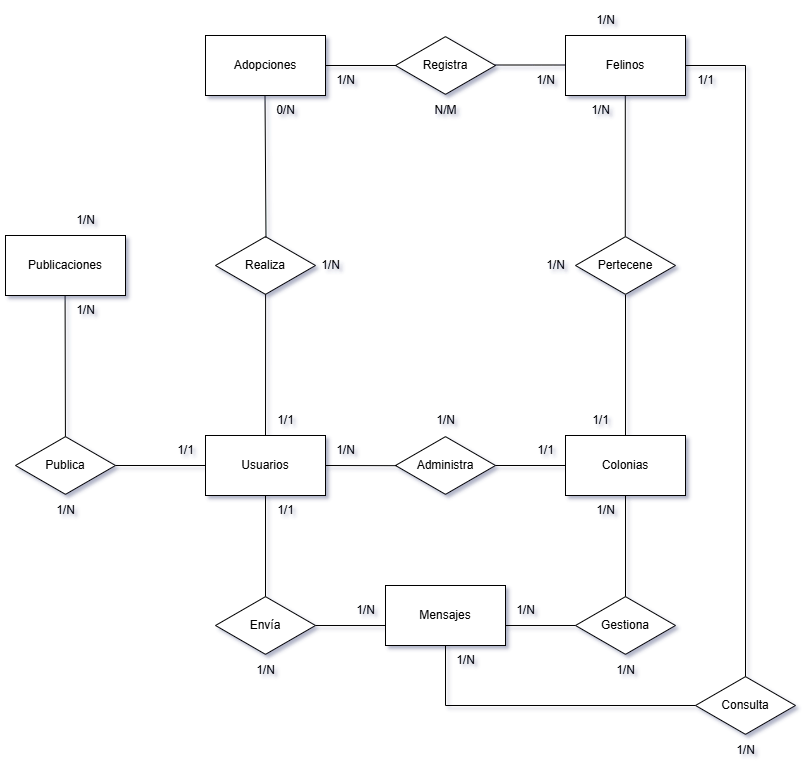 1/N
Adopciones
Registra
Felinos
1/N
1/N
1/1
0/N
N/M
1/N
1/N
Publicaciones
Realiza
1/N
1/N
Pertecene
1/N
1/1
1/N
1/1
1/1
1/N
1/1
Publica
Usuarios
Administra
Colonias
1/N
1/1
1/N
1/N
1/N
Mensajes
Envía
Gestiona
1/N
1/N
1/N
Consulta
1/N